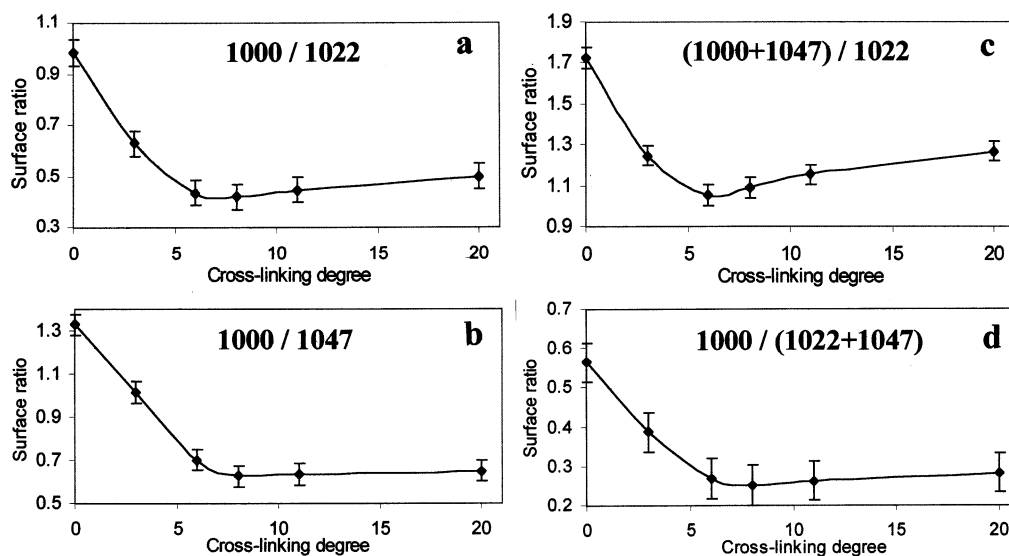 1.1
0.9
0.7
0.5
0.3
Surface ratio
1000 / 1022
a
0
5
10
15
20
Cross-linking degree
1.9
1.7
1.5
1.3
1.1
0.9
Surface ratio
(1000+1047) / 1022
c
0
5
10
15
20
Cross-linking degree
1.3
1.1
0.9
0.7
0.5
Surface ratio
1000 / 1047
b
0
5
10
15
20
Cross-linking degree
0.7
0.6
0.5
0.4
0.3
0.2
Surface ratio
1000 / (1022+1047)
d
0
5
10
15
20
Cross-linking degree